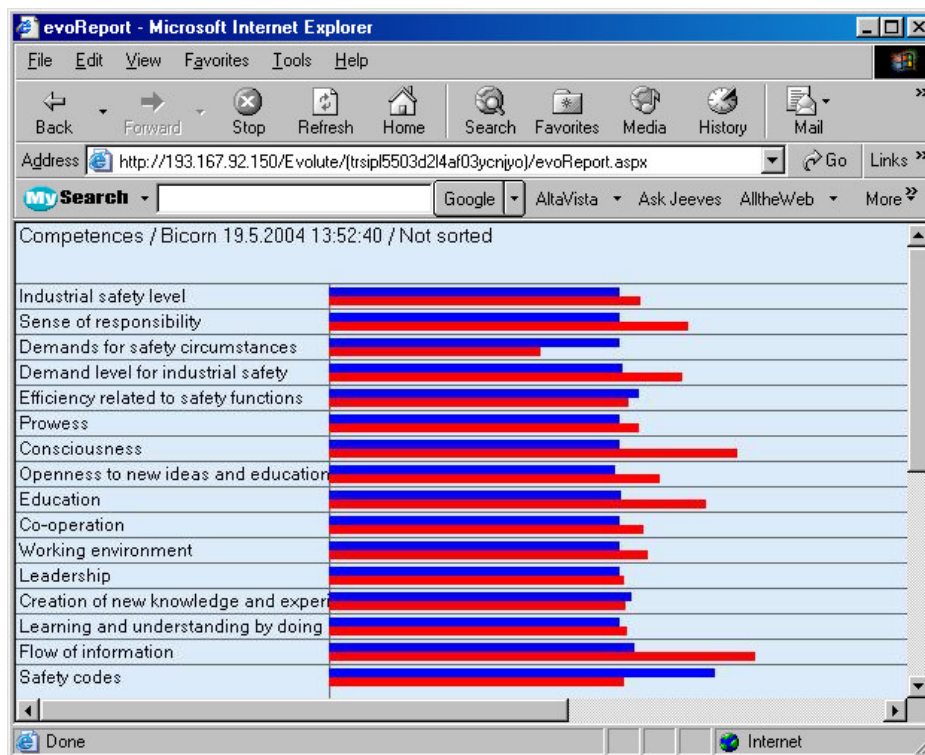 evoReport - Microsoft Internet Explorer
File Edit View Favorites Tools Help
Back Forward Stop Refresh Home Search Favorites Media History Mail
Address http://193.167.92.150/Evolute/(trsipl5503d2l4af03ycnjyo)/evoReport.aspx Go Links
My Search Google AltaVista Ask Jeeves AlltheWeb More
Competences / Bicorn 19.5.2004 13:52:40 / Not sorted
Industrial safety level
Sense of responsibility
Demands for safety circumstances
Demand level for industrial safety
Efficiency related to safety functions
Prowess
Consciousness
Openness to new ideas and education
Education
Co-operation
Working environment
Leadership
Creation of new knowledge and experi
Learning and understanding by doing
Flow of information
Safety codes
Done Internet